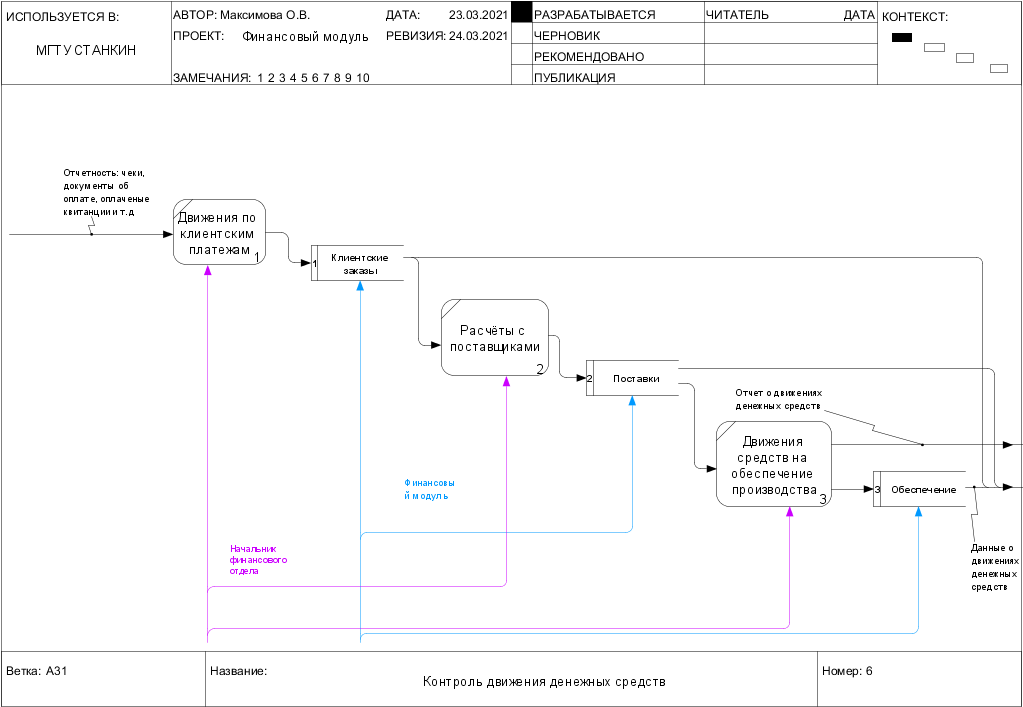 ИСПОЛЬЗУЕТСЯ В:
МГТУ СТАНКИН
АВТОР: Максимова О.В.
ДАТА: 23.03.2021
ПРОЕКТ: Финансовый модуль
РЕВИЗИЯ: 24.03.2021
ЗАМЕЧАНИЯ: 1 2 3 4 5 6 7 8 9 10
РАЗРАБАТЫВАЕТСЯ
ЧЕРНОВИК
РЕКОМЕНДОВАНО
ПУБЛИКАЦИЯ
ЧИТАТЕЛЬ
ДАТА
КОНТЕКСТ:
Отчетность: чеки,
документы об
оплате, оплаченые
квитанции и т.д
Движения по
клиентским
платежам
1
1
Клиентские
заказы
Расчёты с
поставщиками
2
2
Поставки
Отчет о движениях
денежных средств
Движения
средств на
обеспечение
производства
3
3
Обеспечение
Финансовы
й модуль
Начальник
финансового
отдела
Данные о
движениях
денежных
средств
Ветка: А31
Название:
Контроль движения денежных средств
Номер: 6